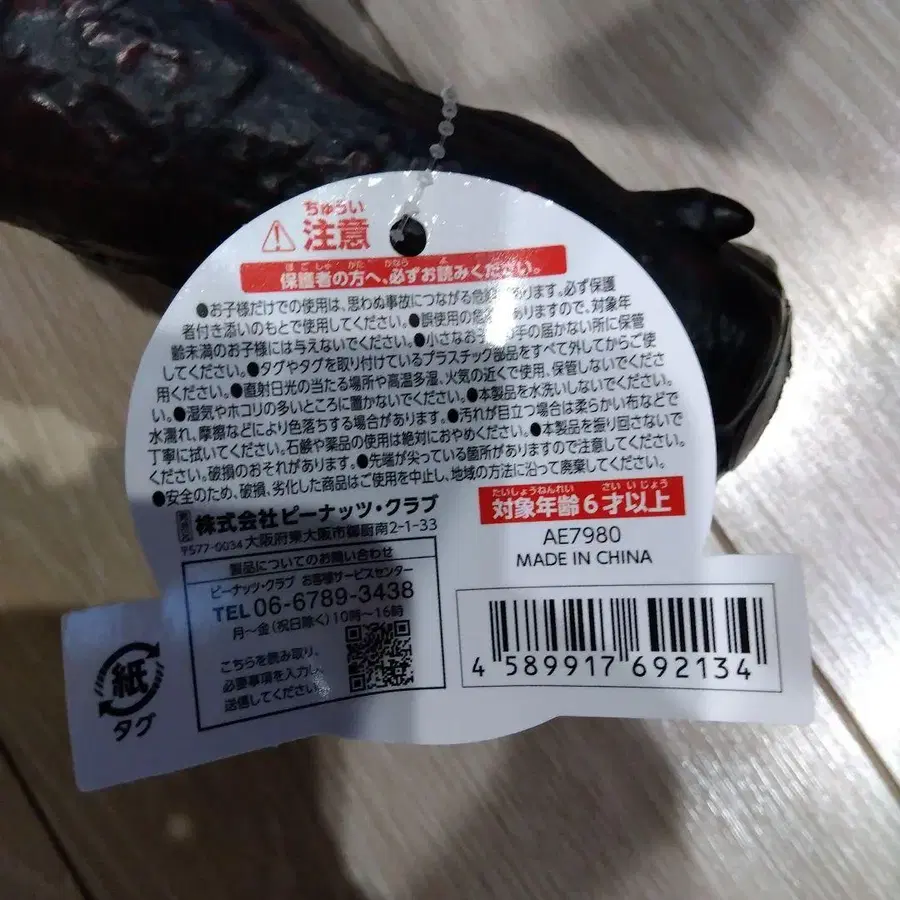 ちゅうい
注意
ほごしゃ かた かなら よ
保護者の方へ、必ずお読みください。
●お子様だけでの使用は、思わぬ事故につながる危険 あります。必ず保護
者付き添いのもとで使用してください。●誤使用の危 ありますので、対象年
齢未満のお子様には与えないでください。●小さなお 手の届かない所に保管
してください。●タグやタグを取り付けているプラスチック部品をすべて外してからご使
用ください。●直射日光の当たる場所や高温多湿、火気の近くで使用、保管しないでくださ
い。●湿気やホコリの多いところに置かないでください。●本製品を水洗いしないでください。
水濡れ、摩擦などにより色落ちする場合があります。●汚れが目立つ場合は柔らかい布などで
丁寧に拭いてください。石鹸や薬品の使用は絶対におやめください。●本製品を振り回さないで
ください。破損のおそれがあります。●先端が尖っている箇所がありますので注意してください。
●安全のため、破損、劣化した商品はご使用を中止し、地域の方法に沿って廃棄してください。
たいしょうねんれい さい いじょう
対象年齢6才以上
株式会社ピーナッツ・クラブ
〒577-0034 大阪府東大阪市御厨南2-1-33
AE7980
MADE IN CHINA
製品についてのお問い合わせ
ピーナッツ・クラブ お客様サービスセンター
TEL 06-6789-3438
月〜金(祝日除く)10時〜16時
こちらを読み取り、
必要事項を入力し、
送信してください。
紙
タグ
4 589917 692134